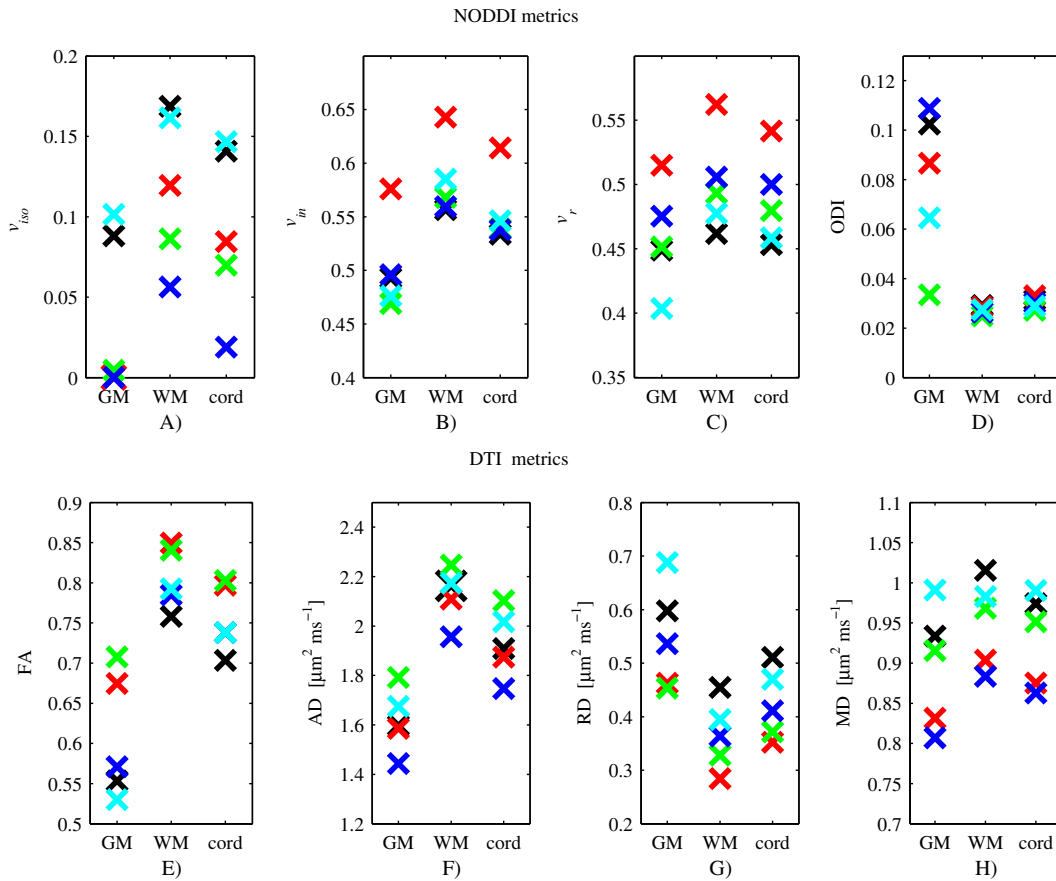 NODDI metrics
0.2
0.15
0.1
0.05
0
v_iso
GM WM cord
A)
0.65
0.6
0.55
0.5
0.45
0.4
v_in
GM WM cord
B)
0.55
0.5
0.45
0.4
0.35
v_r
GM WM cord
C)
0.12
0.1
0.08
0.06
0.04
0.02
0
ODI
GM WM cord
D)
DTI metrics
0.9
0.85
0.8
0.75
0.7
0.65
0.6
0.55
0.5
FA
GM WM cord
E)
2.4
2.2
2
1.8
1.6
1.4
1.2
AD [µm² ms⁻¹]
GM WM cord
F)
0.8
0.7
0.6
0.5
0.4
0.3
0.2
RD [µm² ms⁻¹]
GM WM cord
G)
1.1
1.05
1
0.95
0.9
0.85
0.8
0.75
0.7
MD [µm² ms⁻¹]
GM WM cord
H)